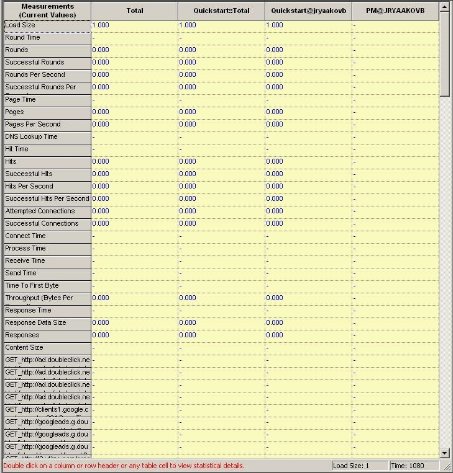 Measurements (Current Values) Total Quickstart::Total Quickstart@jryaakovb PM@JRYAAKOVB
Load Size 1.000 1.000 1.000 -
Round Time - - - -
Rounds 0.000 0.000 0.000 -
Successful Rounds 0.000 0.000 0.000 -
Rounds Per Second 0.000 0.000 0.000 -
Successful Rounds Per 0.000 0.000 0.000 -
Page Time - - - -
Pages 0.000 0.000 0.000 -
Pages Per Second 0.000 0.000 0.000 -
DNS Lookup Time - - - -
Hit Time - - - -
Hits 0.000 0.000 0.000 -
Successful Hits 0.000 0.000 0.000 -
Hits Per Second 0.000 0.000 0.000 -
Successful Hits Per Second 0.000 0.000 0.000 -
Attempted Connections 0.000 0.000 0.000 -
Successful Connections 0.000 0.000 0.000 -
Connect Time - - - -
Process Time - - - -
Receive Time - - - -
Send Time - - - -
Time To First Byte - - - -
Throughput (Bytes Per 0.000 0.000 0.000 -
Response Time - - - -
Response Data Size 0.000 0.000 0.000 -
Responses 0.000 0.000 0.000 -
Content Size - - - -
GET_http://ad.doubleclick.ne - - - -
GET_http://ad.doubleclick.ne - - - -
GET_http://ad.doubleclick.ne - - - -
GET_http://ad.doubleclick.ne - - - -
GET_http://clients1.google.c - - - -
GET_http://googleads.g.dou - - - -
GET_http://googleads.g.dou - - - -
GET_http://googleads.g.dou - - - -
Double click on a column or row header or any table cell to view statistical details. Load Size: 1 Time: 1080